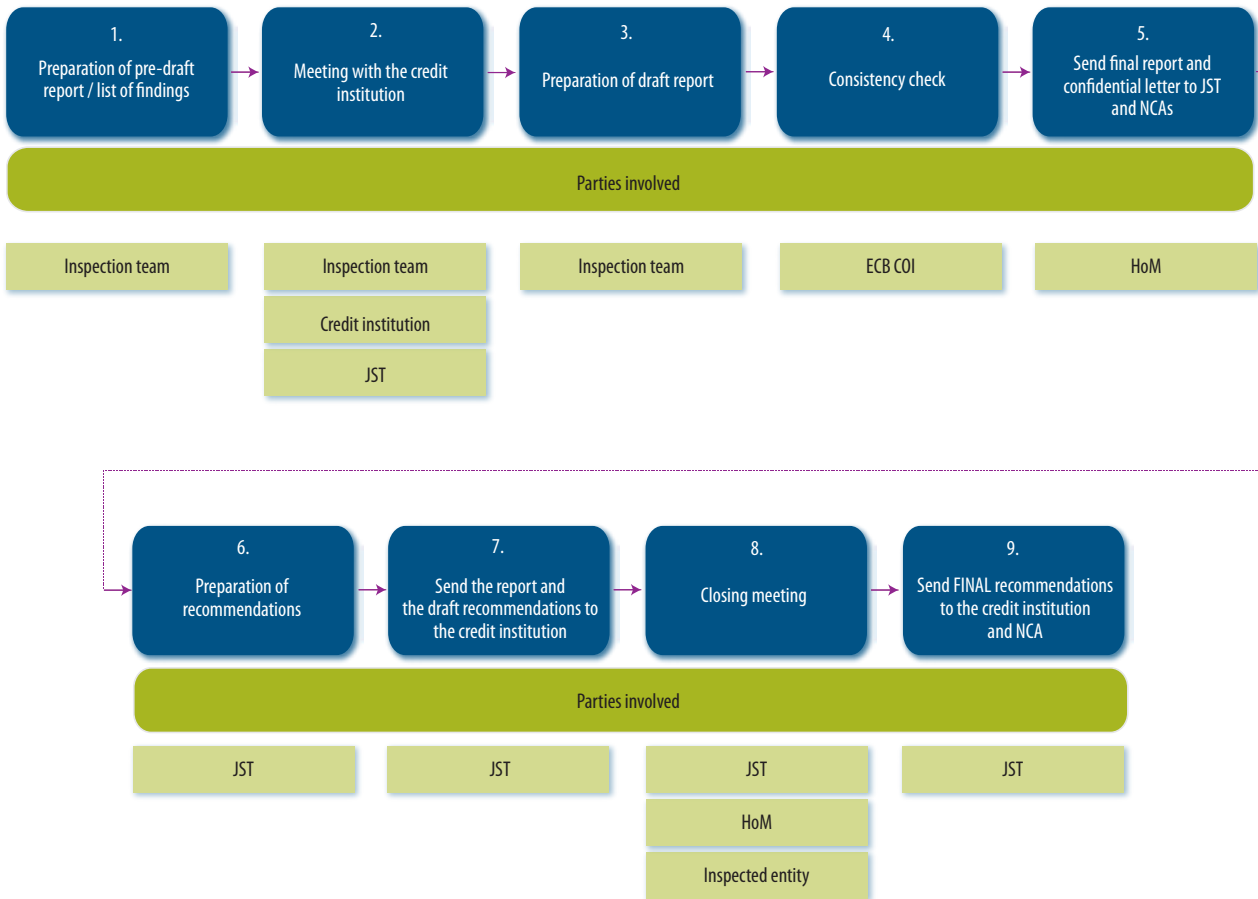 1.
Preparation of pre-draft
report / list of findings
2.
Meeting with the credit
institution
3.
Preparation of draft report
4.
Consistency check
5.
Send final report and
confidential letter to JST
and NCAs
Parties involved
Inspection team
Inspection team
Credit institution
JST
Inspection team
ECB COI
HoM
6.
Preparation of
recommendations
7.
Send the report and
the draft recommendations to
the credit institution
8.
Closing meeting
9.
Send FINAL recommendations
to the credit institution
and NCA
Parties involved
JST
JST
JST
HoM
Inspected entity
JST